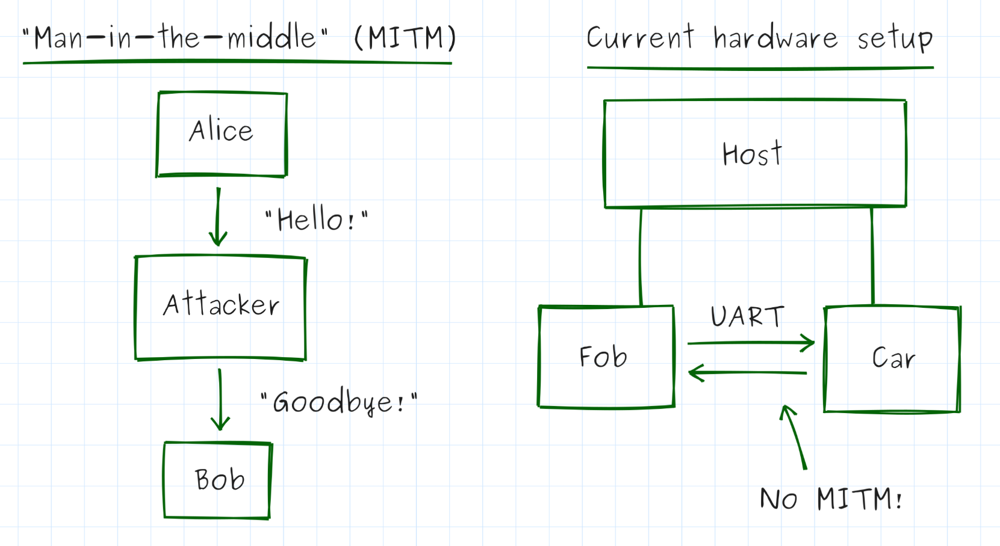 "Man-in-the-middle" (MITM)
Alice
"Hello!"
Attacker
"Goodbye!"
Bob
Current hardware setup
Host
UART
Fob
Car
NO MITM!